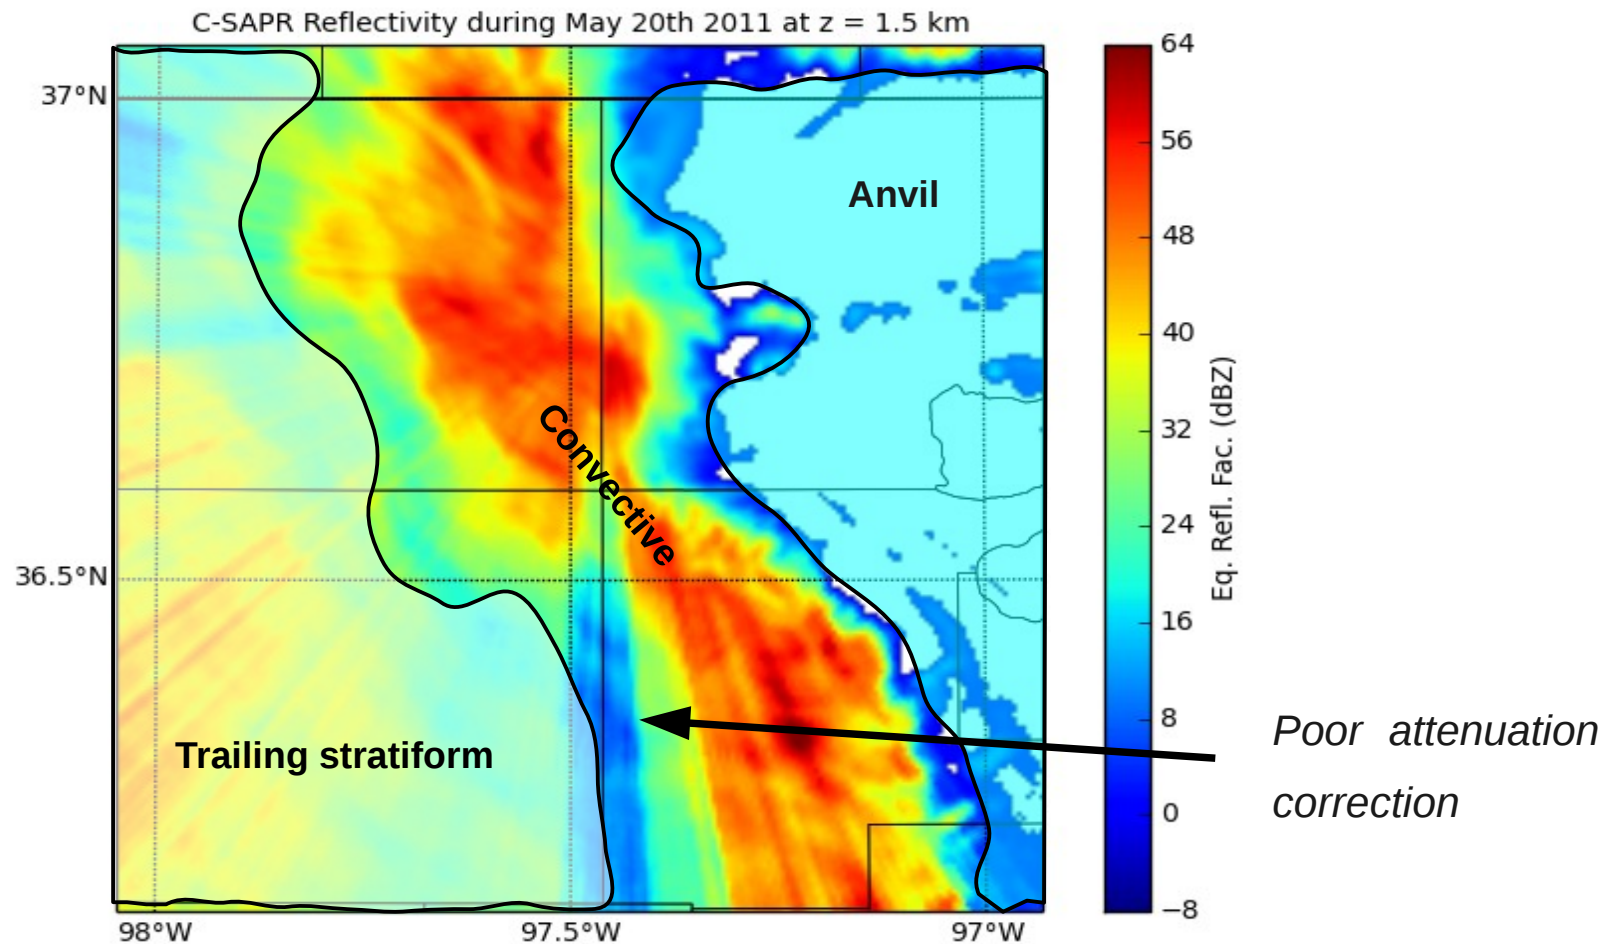 C-SAPR Reflectivity during May 20th 2011 at z = 1.5 km
37°N
36.5°N
98°W
97.5°W
97°W
Anvil
Convective
Trailing stratiform
64
56
48
40
32
24
16
8
0
−8
Eq. Refl. Fac. (dBZ)
Poor attenuation
correction